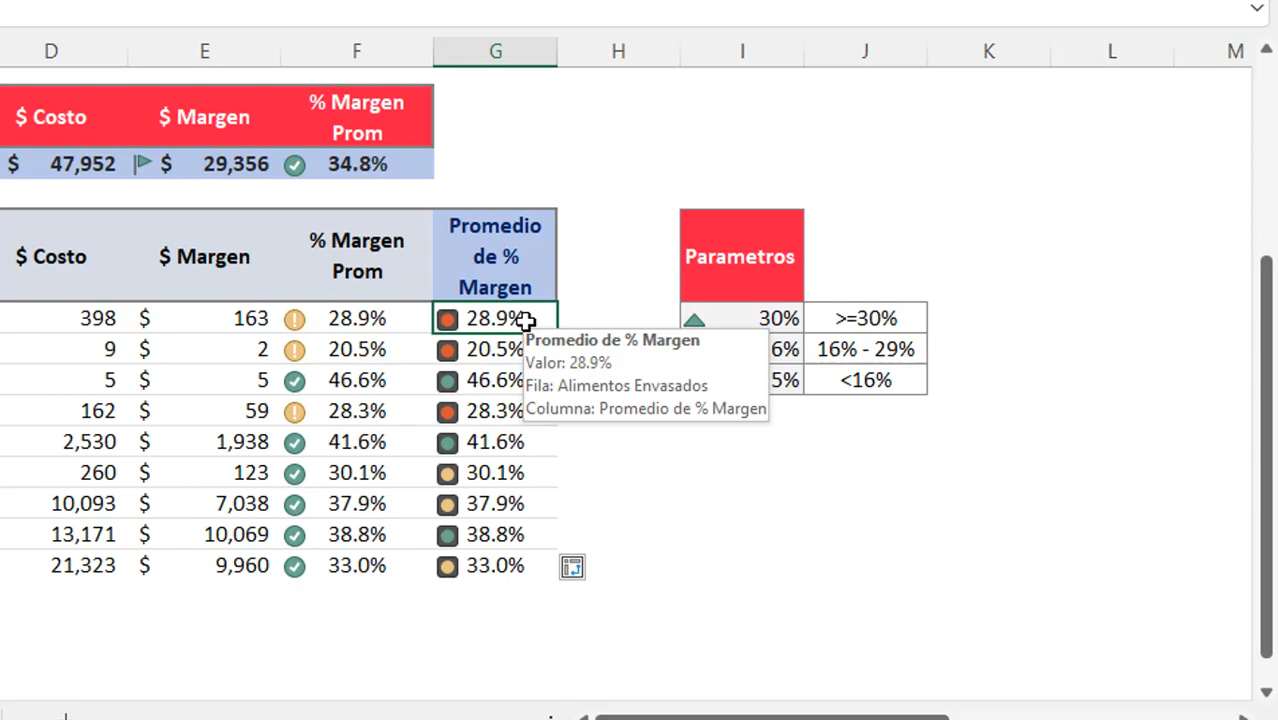 D E F G H I J K L M
$ Costo $ Margen % Margen
Prom
$ 47,952 $ 29,356 34.8%
$ Costo $ Margen % Margen
Prom
Promedio
de %
Margen
Parametros
398 $ 163 28.9% 28.9% 30% >=30%
9 $ 2 20.5% 20.5% 6% 16% - 29%
5 $ 5 46.6% 46.6% 5% <16%
162 $ 59 28.3% 28.3%
2,530 $ 1,938 41.6% 41.6%
260 $ 123 30.1% 30.1%
10,093 $ 7,038 37.9% 37.9%
13,171 $ 10,069 38.8% 38.8%
21,323 $ 9,960 33.0% 33.0%
Promedio de % Margen
Valor: 28.9%
Fila: Alimentos Envasados
Columna: Promedio de % Margen